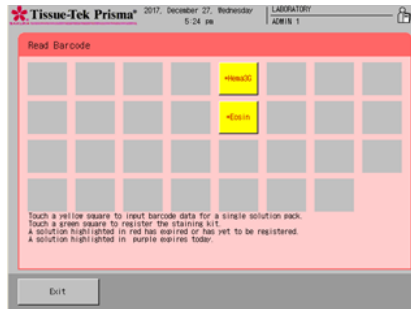 Tissue-Tek Prisma®
2017, December 27, Wednesday
5:24 pm
LABORATORY
ADMIN 1
Read Barcode
*Hema3G
*Eosin
Touch a yellow square to input barcode data for a single solution pack.
Touch a green square to register the staining kit.
A solution highlighted in red has expired or has yet to be registered.
A solution highlighted in purple expires today.
Exit